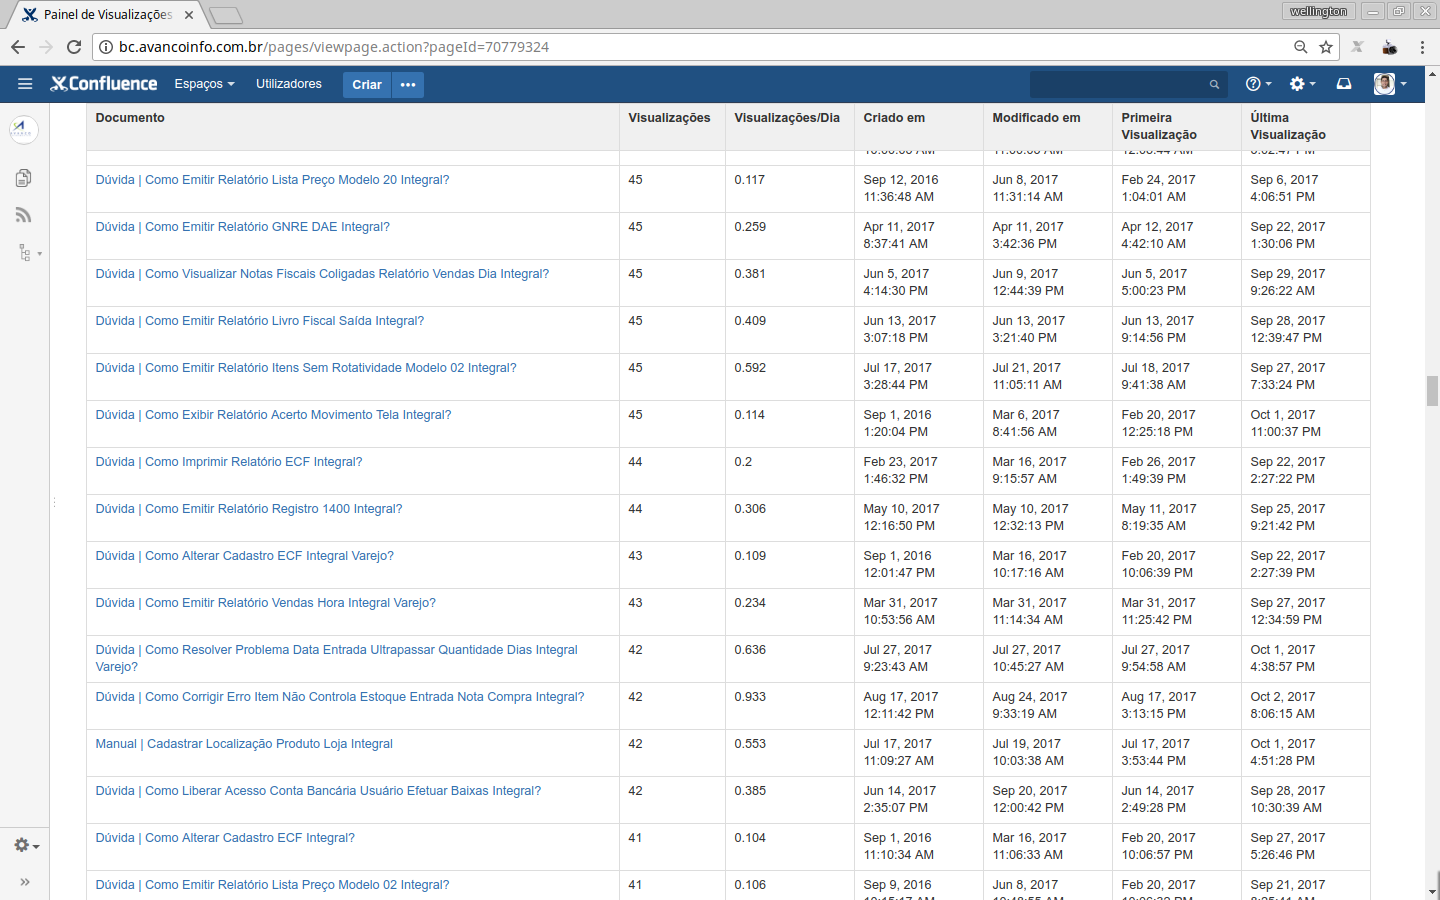 Painel de Visualizações
wellington
bc.avancoinfo.com.br/pages/viewpage.action?pageId=70779324
Confluence Espaços Utilizadores Criar
Documento Visualizações Visualizações/Dia Criado em Modificado em Primeira Visualização Última Visualização
Dúvida | Como Emitir Relatório Lista Preço Modelo 20 Integral? 45 0.117 Sep 12, 2016 11:36:48 AM Jun 8, 2017 11:31:14 AM Feb 24, 2017 1:04:01 AM Sep 6, 2017 4:06:51 PM
Dúvida | Como Emitir Relatório GNRE DAE Integral? 45 0.259 Apr 11, 2017 8:37:41 AM Apr 11, 2017 3:42:36 PM Apr 12, 2017 4:42:10 AM Sep 22, 2017 1:30:06 PM
Dúvida | Como Visualizar Notas Fiscais Coligadas Relatório Vendas Dia Integral? 45 0.381 Jun 5, 2017 4:14:30 PM Jun 9, 2017 12:44:39 PM Jun 5, 2017 5:00:23 PM Sep 29, 2017 9:26:22 AM
Dúvida | Como Emitir Relatório Livro Fiscal Saída Integral? 45 0.409 Jun 13, 2017 3:07:18 PM Jun 13, 2017 3:21:40 PM Jun 13, 2017 9:14:56 PM Sep 28, 2017 12:39:47 PM
Dúvida | Como Emitir Relatório Itens Sem Rotatividade Modelo 02 Integral? 45 0.592 Jul 17, 2017 3:28:44 PM Jul 21, 2017 11:05:11 AM Jul 18, 2017 9:41:38 AM Sep 27, 2017 7:33:24 PM
Dúvida | Como Exibir Relatório Acerto Movimento Tela Integral? 45 0.114 Sep 1, 2016 1:20:04 PM Mar 6, 2017 8:41:56 AM Feb 20, 2017 12:25:18 PM Oct 1, 2017 11:00:37 PM
Dúvida | Como Imprimir Relatório ECF Integral? 44 0.2 Feb 23, 2017 1:46:32 PM Mar 16, 2017 9:15:57 AM Feb 26, 2017 1:49:39 PM Sep 22, 2017 2:27:22 PM
Dúvida | Como Emitir Relatório Registro 1400 Integral? 44 0.306 May 10, 2017 12:16:50 PM May 10, 2017 12:32:13 PM May 11, 2017 8:19:35 AM Sep 25, 2017 9:21:42 PM
Dúvida | Como Alterar Cadastro ECF Integral Varejo? 43 0.109 Sep 1, 2016 12:01:47 PM Mar 16, 2017 10:17:16 AM Feb 20, 2017 10:06:39 PM Sep 22, 2017 2:27:39 PM
Dúvida | Como Emitir Relatório Vendas Hora Integral Varejo? 43 0.234 Mar 31, 2017 10:53:56 AM Mar 31, 2017 11:14:34 AM Mar 31, 2017 11:25:42 PM Sep 27, 2017 12:34:59 PM
Dúvida | Como Resolver Problema Data Entrada Ultrapassar Quantidade Dias Integral Varejo? 42 0.636 Jul 27, 2017 9:23:43 AM Jul 27, 2017 10:45:27 AM Jul 27, 2017 9:54:58 AM Oct 1, 2017 4:38:57 PM
Dúvida | Como Corrigir Erro Item Não Controla Estoque Entrada Nota Compra Integral? 42 0.933 Aug 17, 2017 12:11:42 PM Aug 24, 2017 9:33:19 AM Aug 17, 2017 3:13:15 PM Oct 2, 2017 8:06:15 AM
Manual | Cadastrar Localização Produto Loja Integral 42 0.553 Jul 17, 2017 11:09:27 AM Jul 19, 2017 10:03:38 AM Jul 17, 2017 3:53:44 PM Oct 1, 2017 4:51:28 PM
Dúvida | Como Liberar Acesso Conta Bancária Usuário Efetuar Baixas Integral? 42 0.385 Jun 14, 2017 2:35:07 PM Sep 20, 2017 12:00:42 PM Jun 14, 2017 2:49:28 PM Sep 28, 2017 10:30:39 AM
Dúvida | Como Alterar Cadastro ECF Integral? 41 0.104 Sep 1, 2016 11:10:34 AM Mar 16, 2017 11:06:33 AM Feb 20, 2017 10:06:57 PM Sep 27, 2017 5:26:46 PM
Dúvida | Como Emitir Relatório Lista Preço Modelo 02 Integral? 41 0.106 Sep 9, 2016 Jun 8, 2017 Feb 20, 2017 Sep 21, 2017